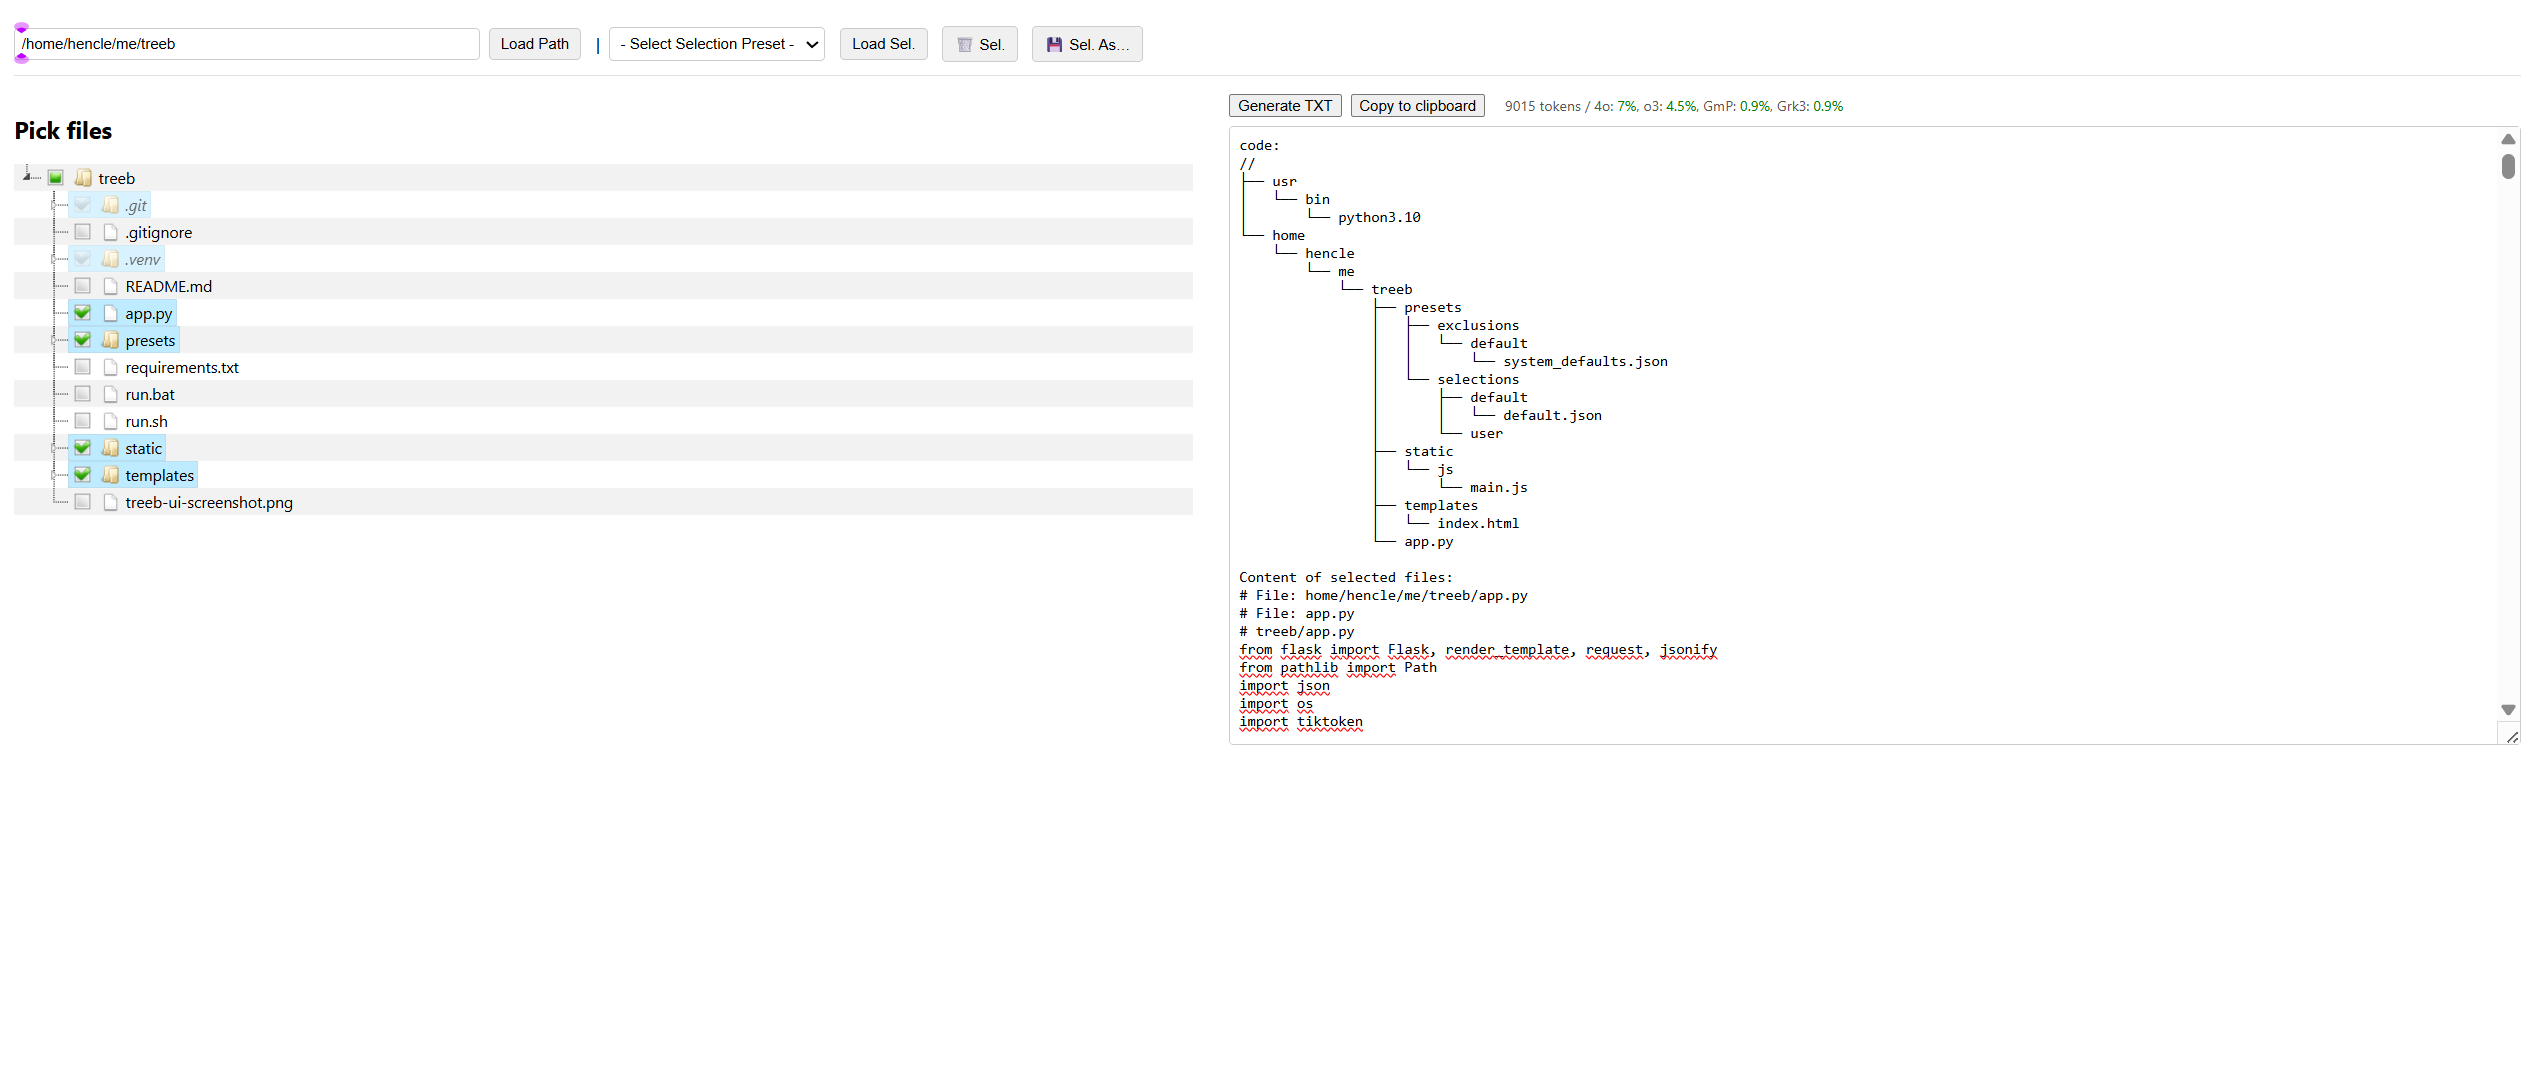 /home/hencle/me/treeb Load Path | - Select Selection Preset - Load Sel. Sel. Sel. As...
Pick files
treeb
.git
.gitignore
.venv
README.md
app.py
presets
requirements.txt
run.bat
run.sh
static
templates
treeb-ui-screenshot.png
Generate TXT Copy to clipboard 9015 tokens / 4o: 7%, o3: 4.5%, GmP: 0.9%, Grk3: 0.9%
code:
//
├── usr
│   └── bin
│       └── python3.10
└── home
    └── hencle
        └── me
            └── treeb
                ├── presets
                │   ├── exclusions
                │   │   └── default
                │   │       └── system_defaults.json
                │   └── selections
                │       ├── default
                │       │   └── default.json
                │       └── user
                ├── static
                │   └── js
                │       └── main.js
                ├── templates
                │   └── index.html
                └── app.py
Content of selected files:
# File: home/hencle/me/treeb/app.py
# File: app.py
# treeb/app.py
from flask import Flask, render_template, request, jsonify
from pathlib import Path
import json
import os
import tiktoken